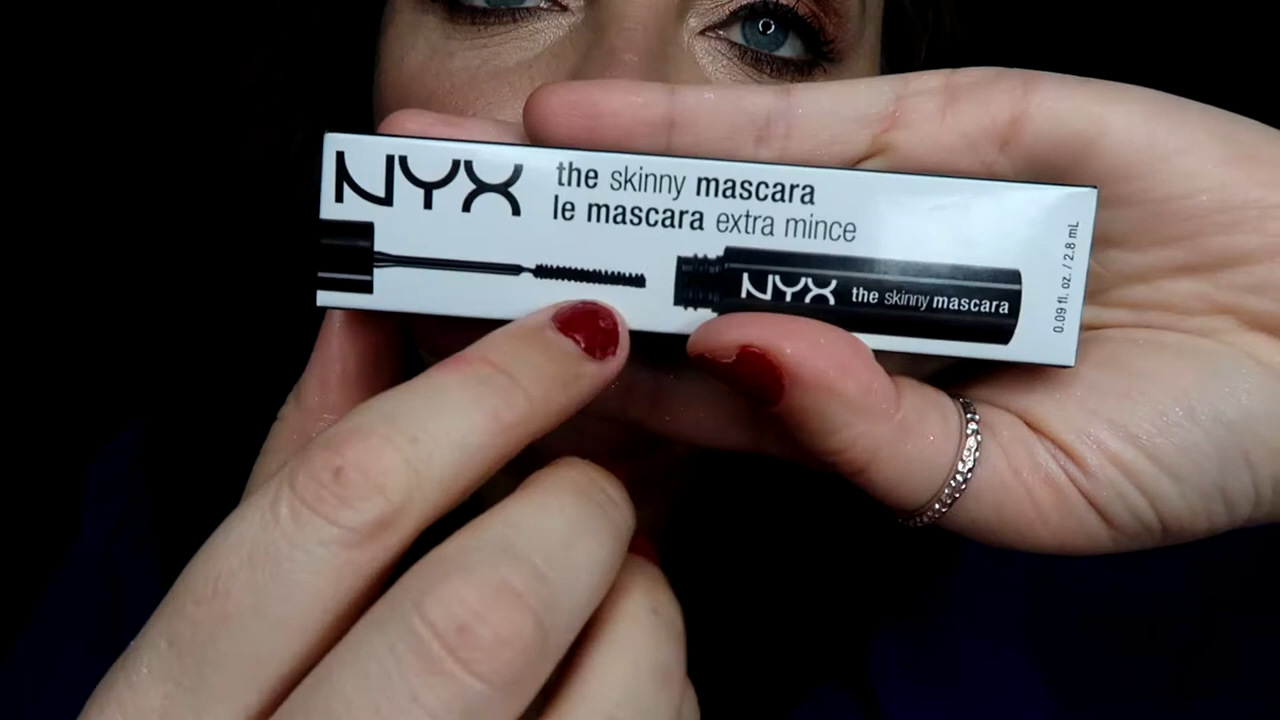 NYX
the skinny mascara
le mascara extra mince
NYX the skinny mascara
0.09 fl. oz. / 2.8 mL